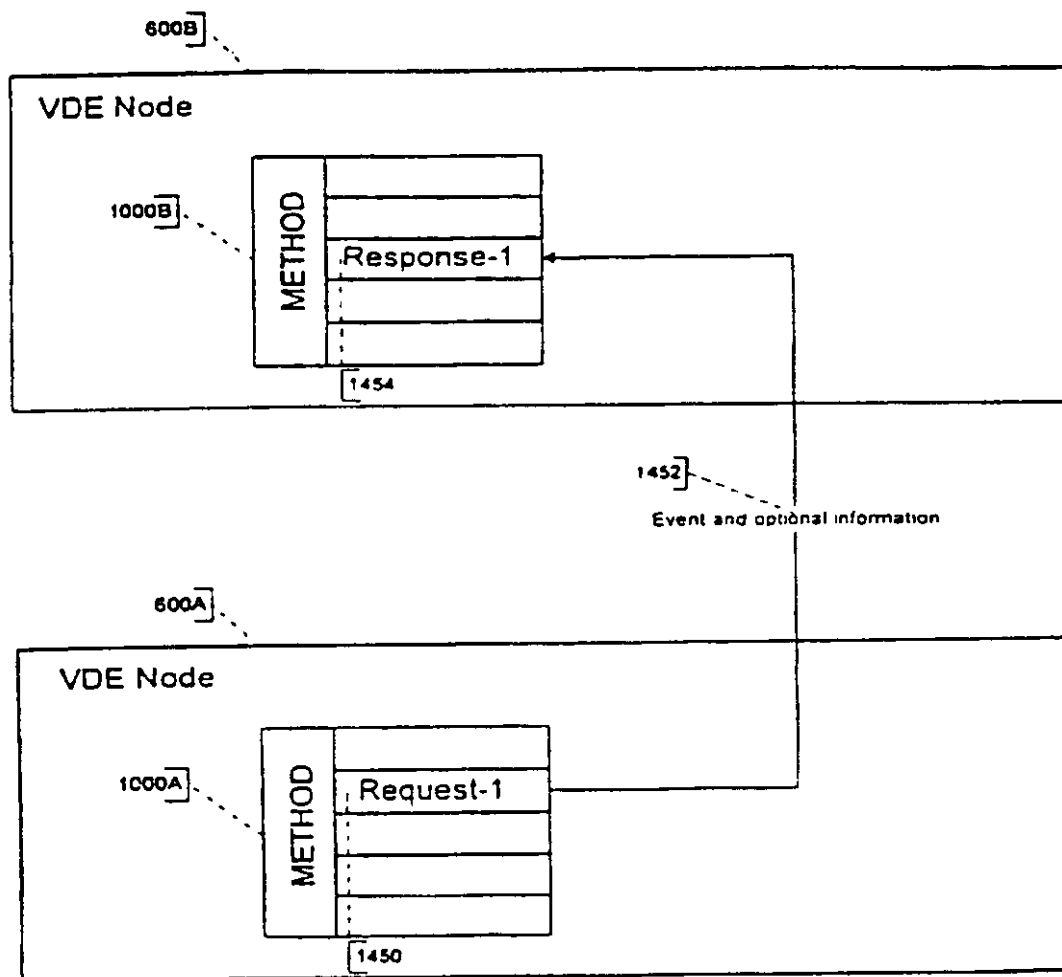 600B
VDE Node
1000B
METHOD
Response-1
1454
1452
Event and optional information
600A
VDE Node
1000A
METHOD
Request-1
1450